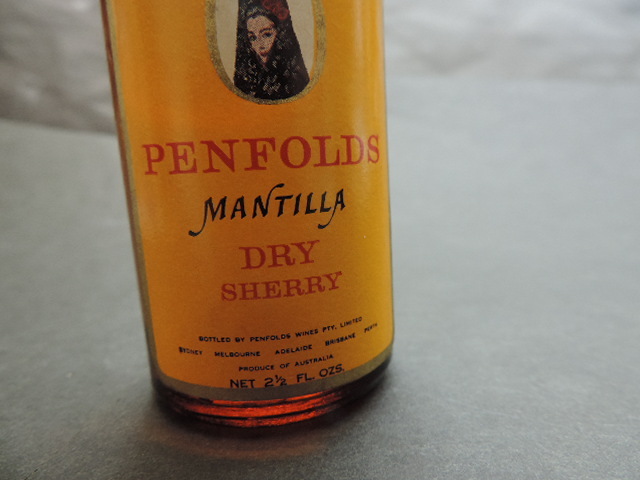 PENFOLDS
MANTILLA
DRY
SHERRY
BOTTLED BY PENFOLDS WINES PTY. LIMITED
SYDNEY MELBOURNE ADELAIDE BRISBANE PERTH
PRODUCE OF AUSTRALIA
NET 2½ FL. OZS.